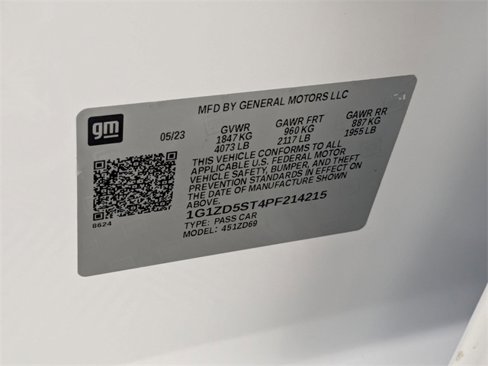 MFD BY GENERAL MOTORS LLC
gm
05/23
GVWR GAWR FRT GAWR RR
1847 KG 960 KG 887 KG
4073 LB 2117 LB 1955 LB
THIS VEHICLE CONFORMS TO ALL
APPLICABLE U.S. FEDERAL MOTOR
VEHICLE SAFETY, BUMPER, AND THEFT
PREVENTION STANDARDS IN EFFECT ON
THE DATE OF MANUFACTURE SHOWN
ABOVE.
1G1ZD5ST4PF214215
TYPE: PASS CAR
MODEL: 451ZD69
8624